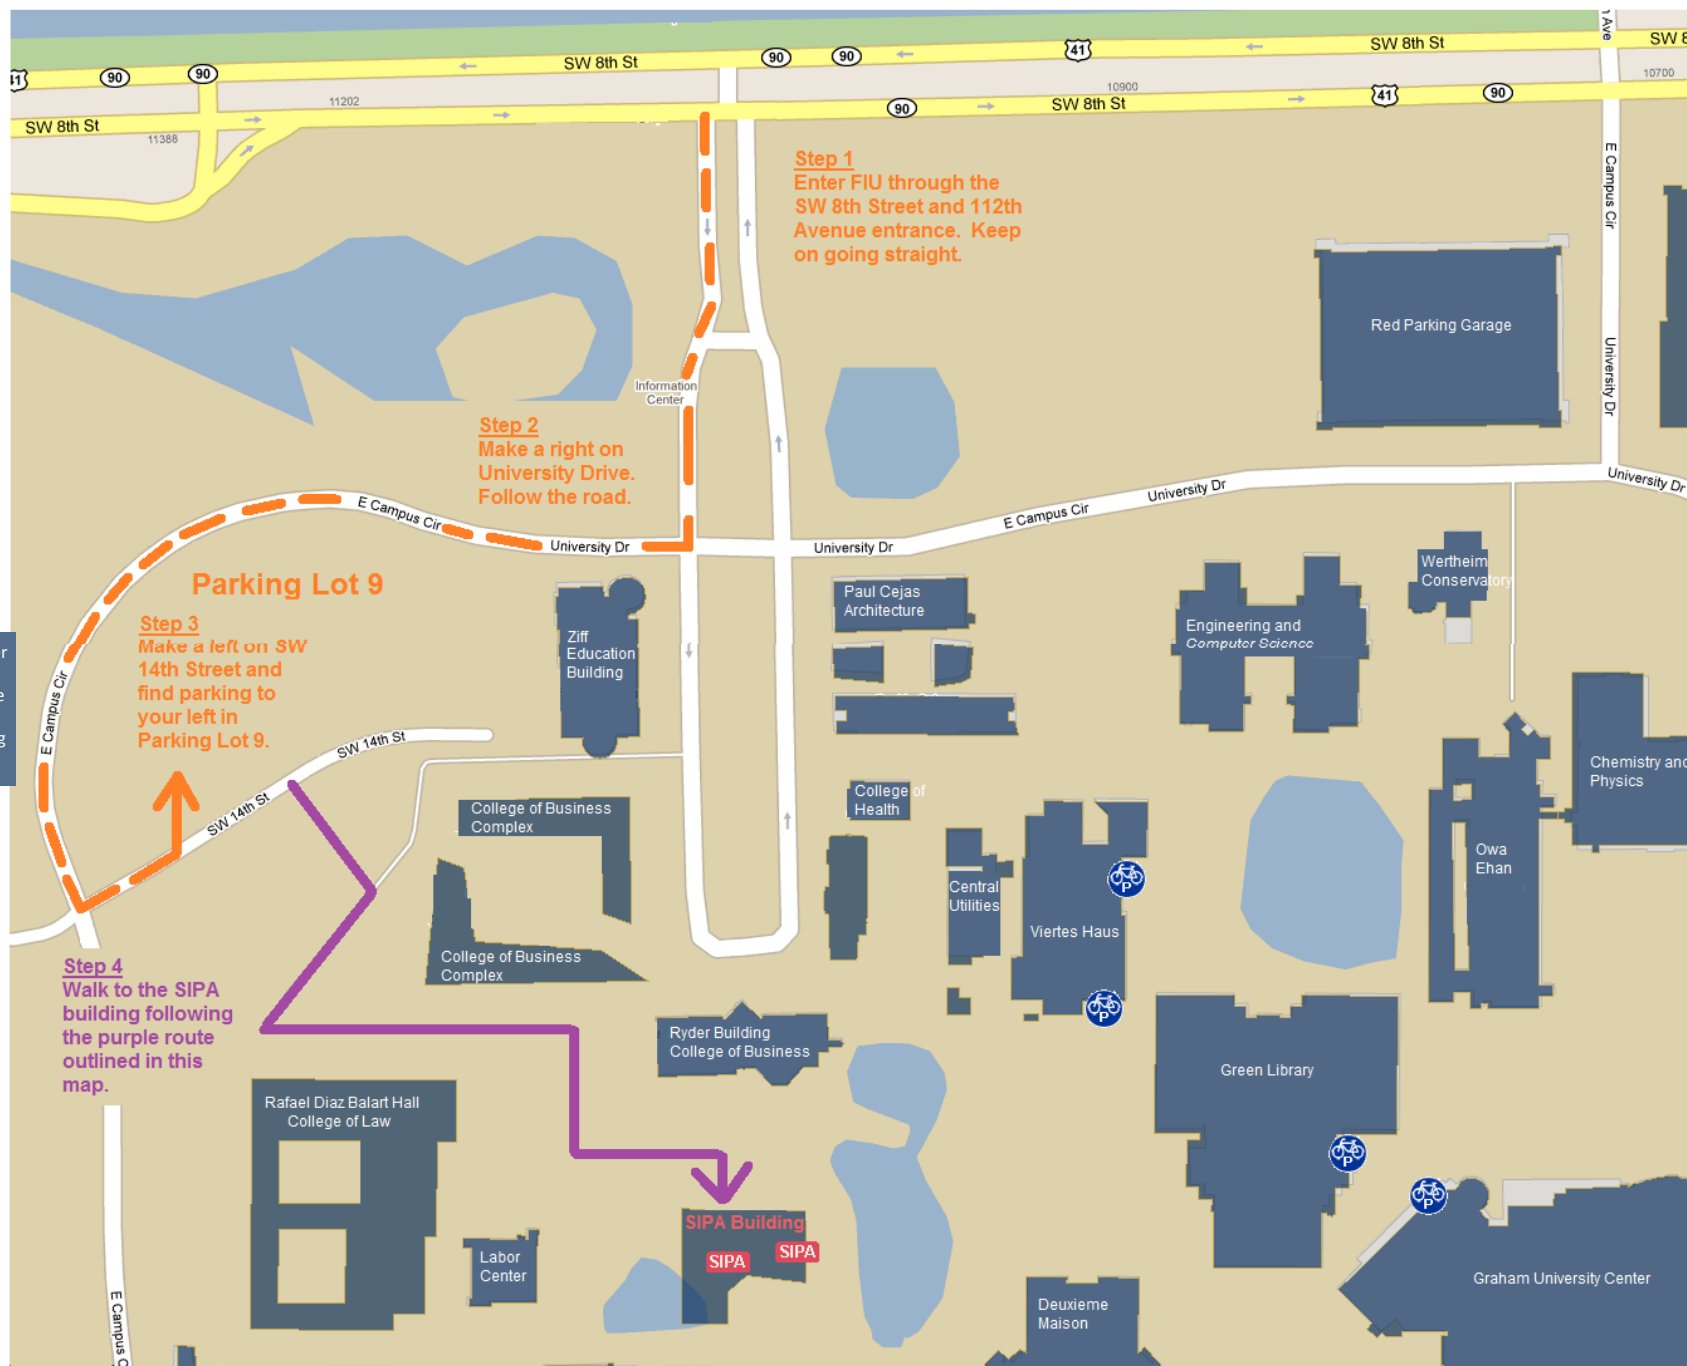 SW 8th St
90
90
41
SW 8th St
n Ave
SW 8
41
90
90
11202
10900
10700
SW 8th St
11388
90
SW 8th St
41
90
Step 1
Enter FIU through the
SW 8th Street and 112th
Avenue entrance. Keep
on going straight.
E Campus Cir
University Dr
Red Parking Garage
Information
Center
Step 2
Make a right on
University Drive.
Follow the road.
E Campus Cir
University Dr
University Dr
E Campus Cir
University Dr
University Dr
Parking Lot 9
Step 3
Make a left on SW
14th Street and
find parking to
your left in
Parking Lot 9.
E Campus Cir
SW 14th St
SW 14th St
r
e
g
Ziff
Education
Building
Paul Cejas
Architecture
Engineering and
Computer Science
Wertheim
Conservatory
Chemistry and
Physics
College of Business
Complex
College of
Health
Owa
Ehan
Central
Utilities
P
Viertes Haus
College of Business
Complex
P
Step 4
Walk to the SIPA
building following
the purple route
outlined in this
map.
Ryder Building
College of Business
Green Library
P
P
Rafael Diaz Balart Hall
College of Law
SIPA Building
SIPA
SIPA
Labor
Center
Graham University Center
Deuxieme
Maison
E Campus C